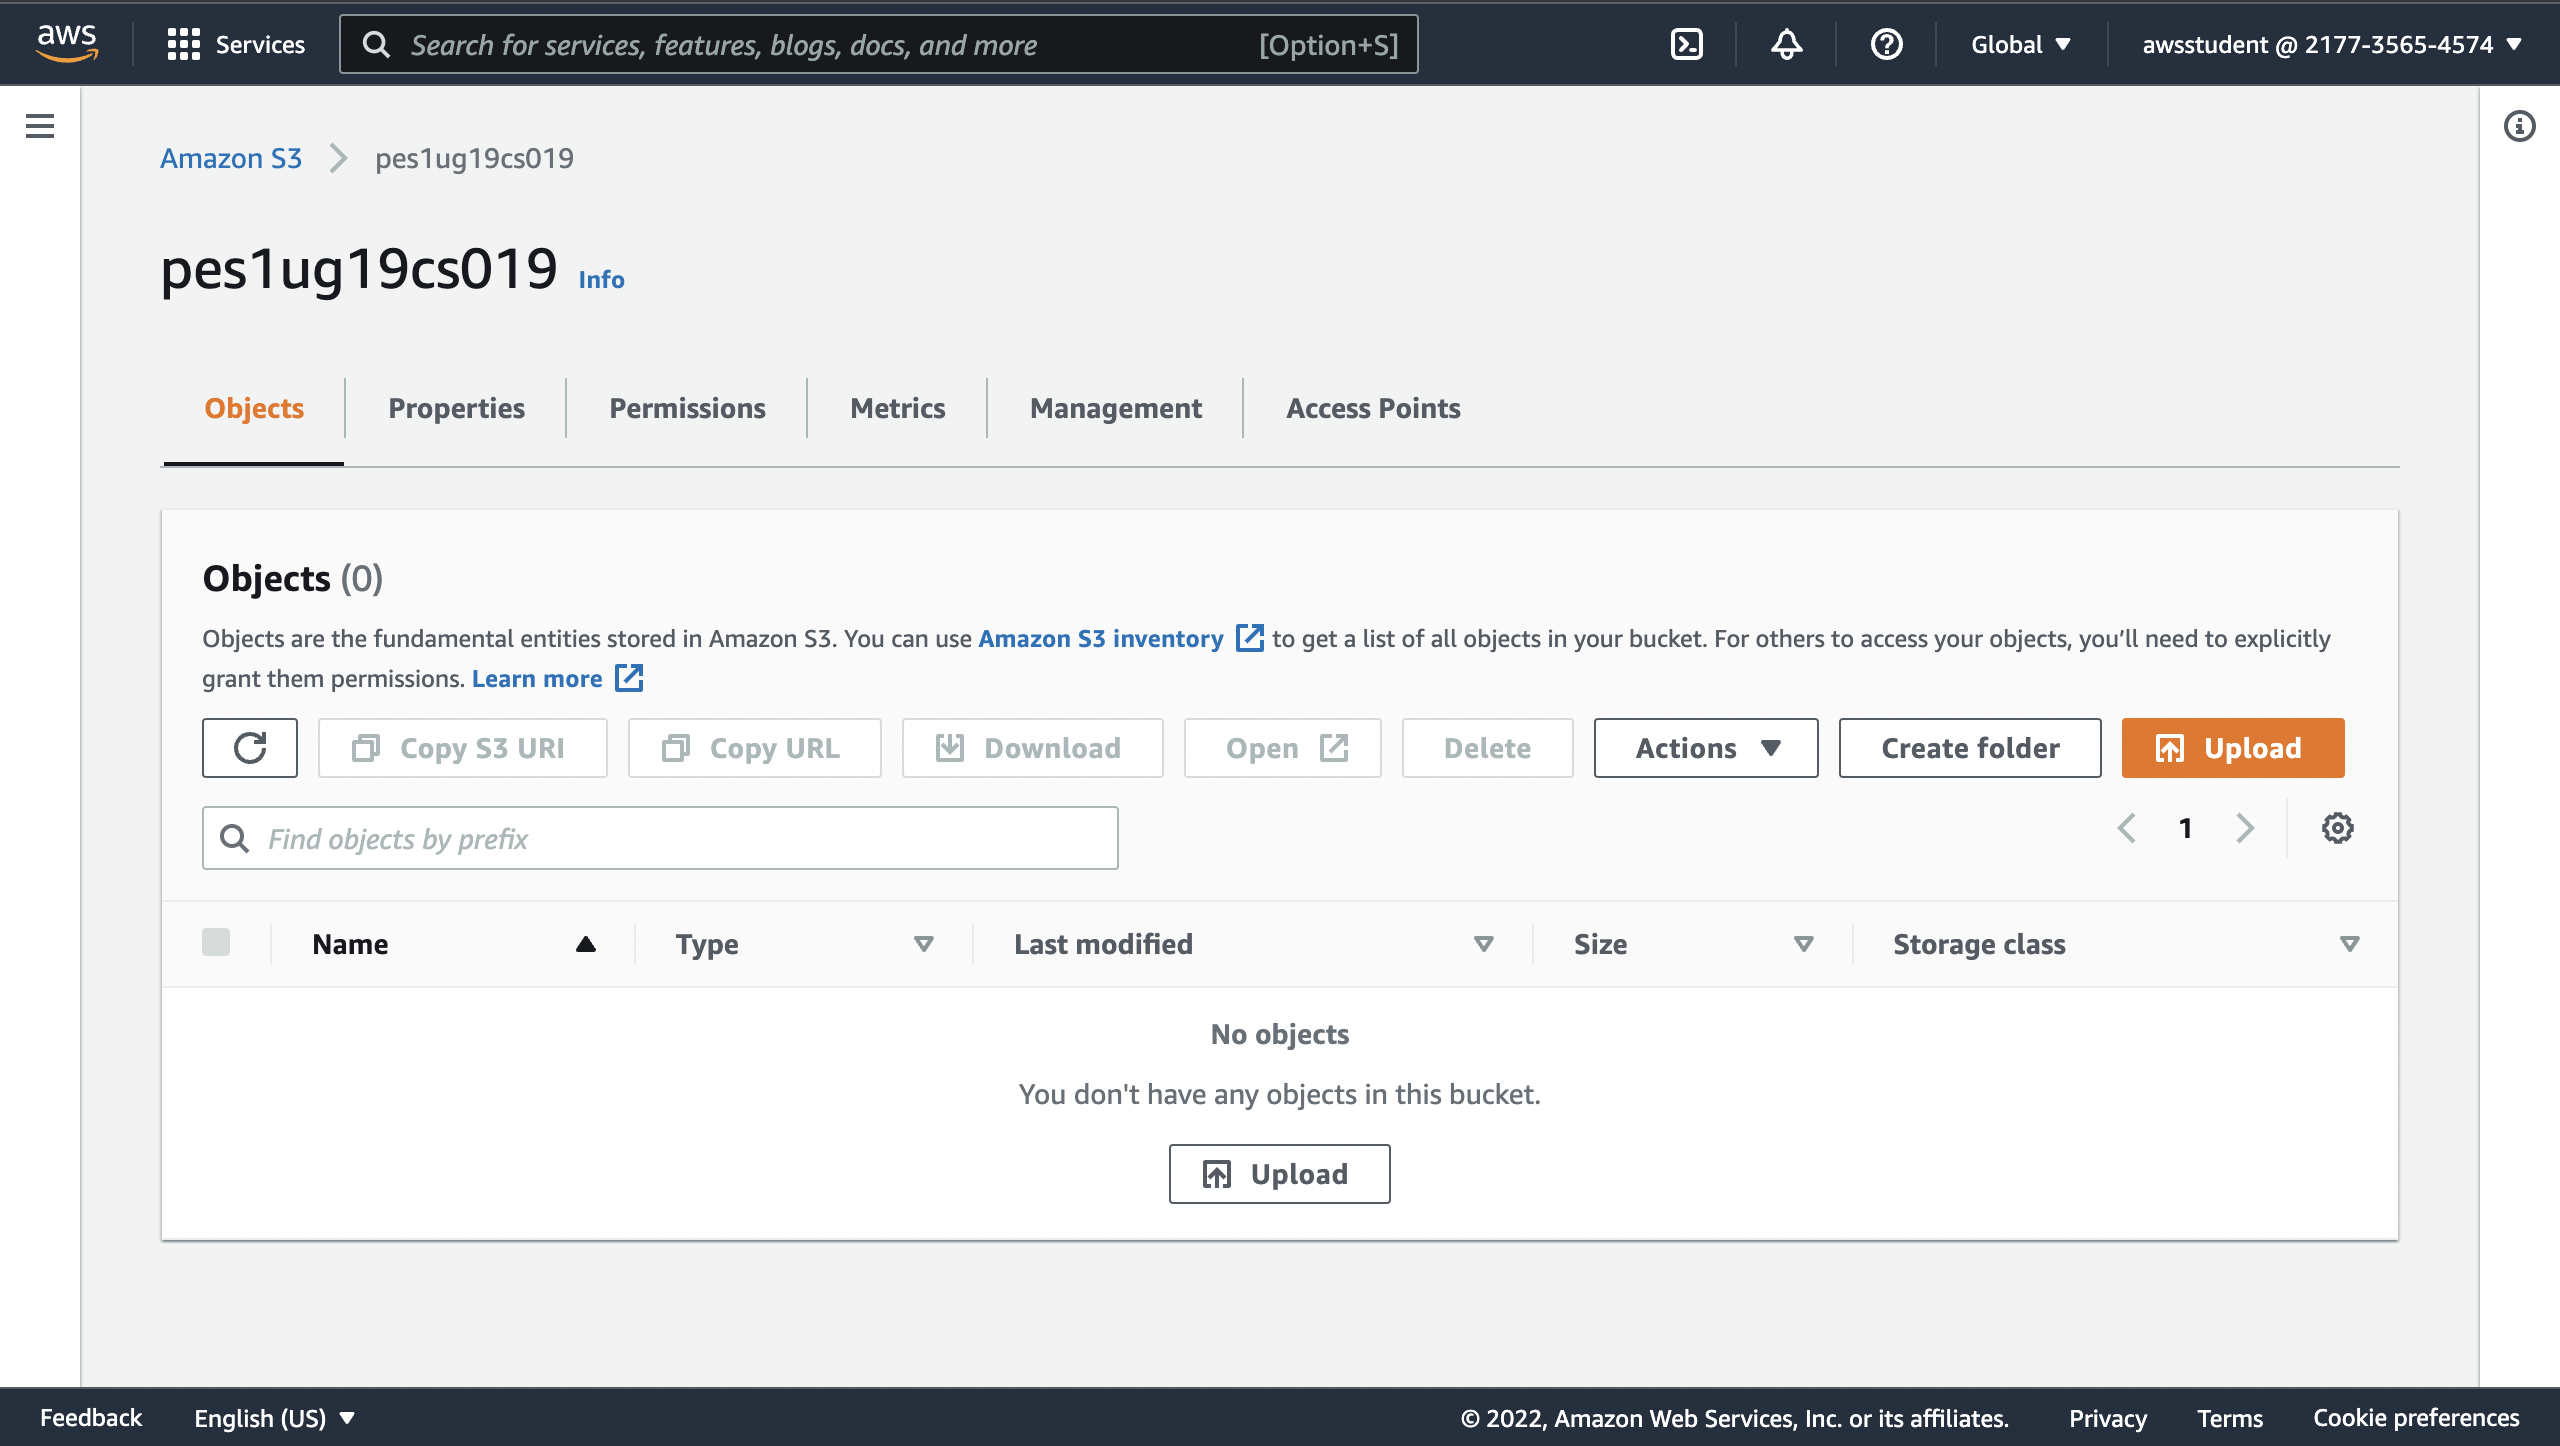 aws Services Search for services, features, blogs, docs, and more [Option+S] Global awsstudent @ 2177-3565-4574
Amazon S3 pes1ug19cs019
pes1ug19cs019 Info
Objects Properties Permissions Metrics Management Access Points
Objects (0)
Objects are the fundamental entities stored in Amazon S3. You can use Amazon S3 inventory to get a list of all objects in your bucket. For others to access your objects, you’ll need to explicitly
grant them permissions. Learn more
Copy S3 URI Copy URL Download Open Delete Actions Create folder Upload
Find objects by prefix 1
Name Type Last modified Size Storage class
No objects
You don't have any objects in this bucket.
Upload
Feedback English (US) © 2022, Amazon Web Services, Inc. or its affiliates. Privacy Terms Cookie preferences